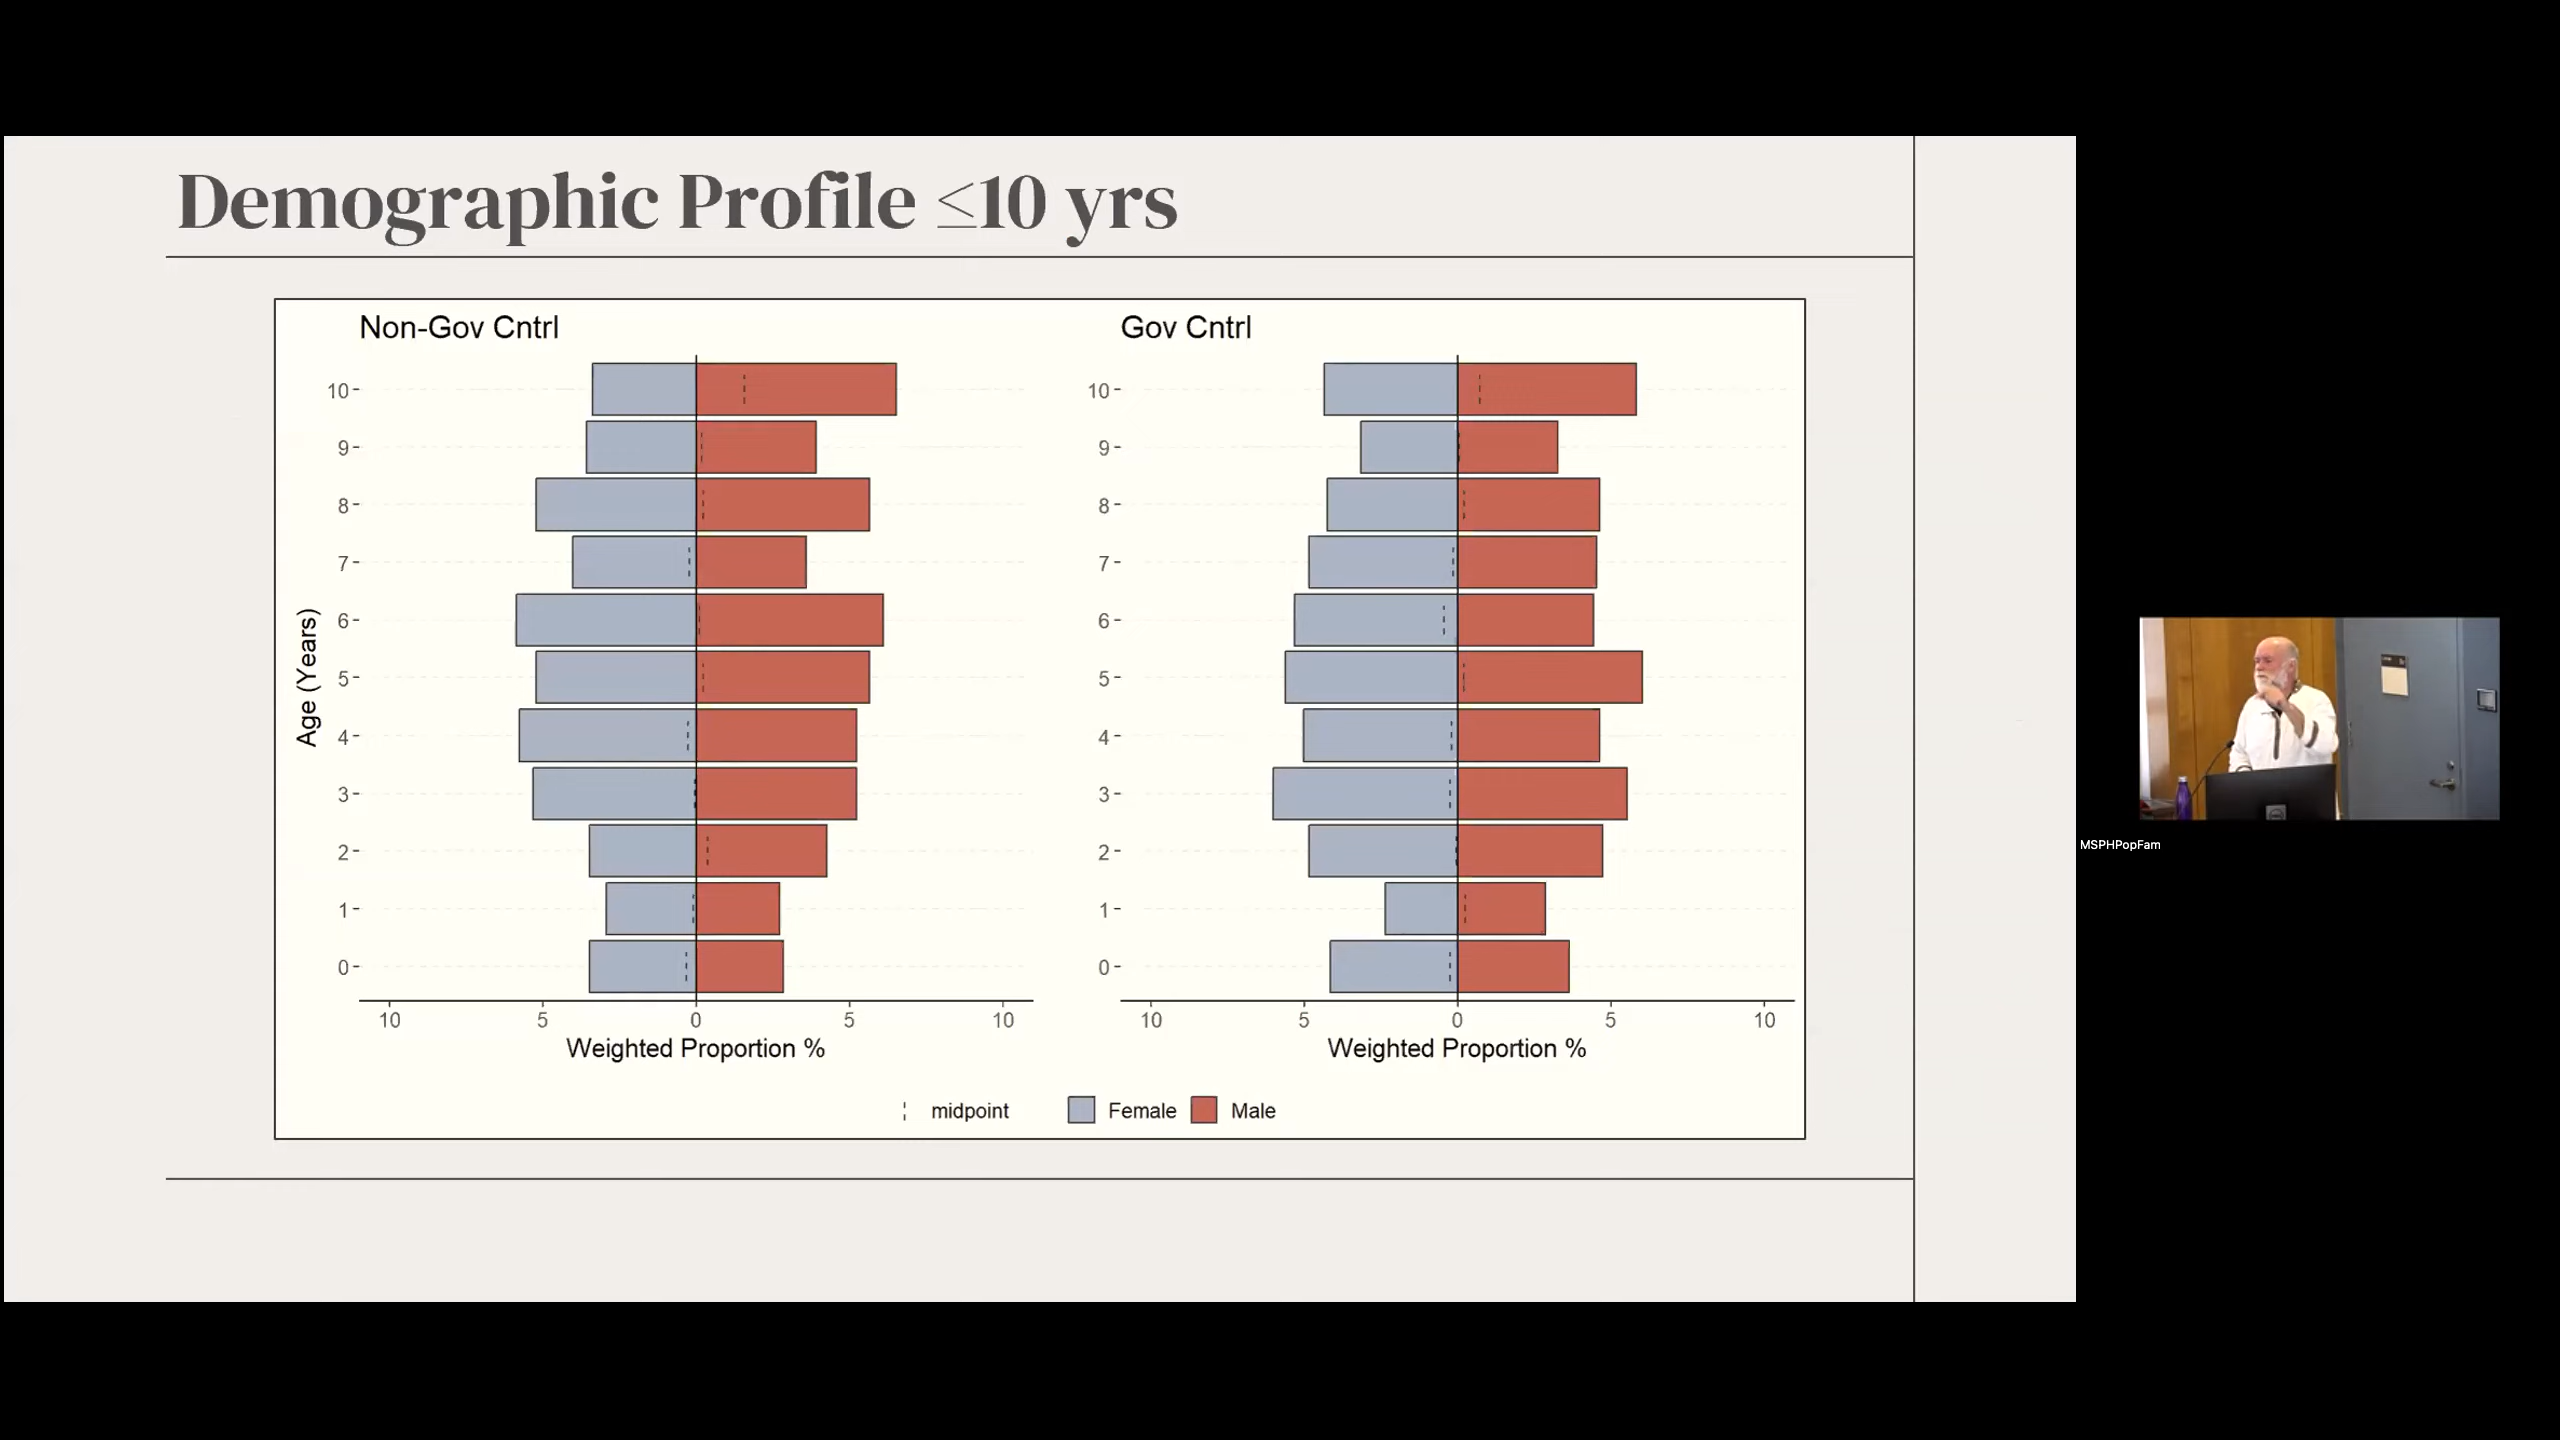 Demographic Profile ≤10 yrs
Non-Gov Cntrl
Gov Cntrl
Age (Years)
10
9
8
7
6
5
4
3
2
1
0
10 5 0 5 10
Weighted Proportion %
10
9
8
7
6
5
4
3
2
1
0
10 5 0 5 10
Weighted Proportion %
midpoint Female Male
MSPHPopFam